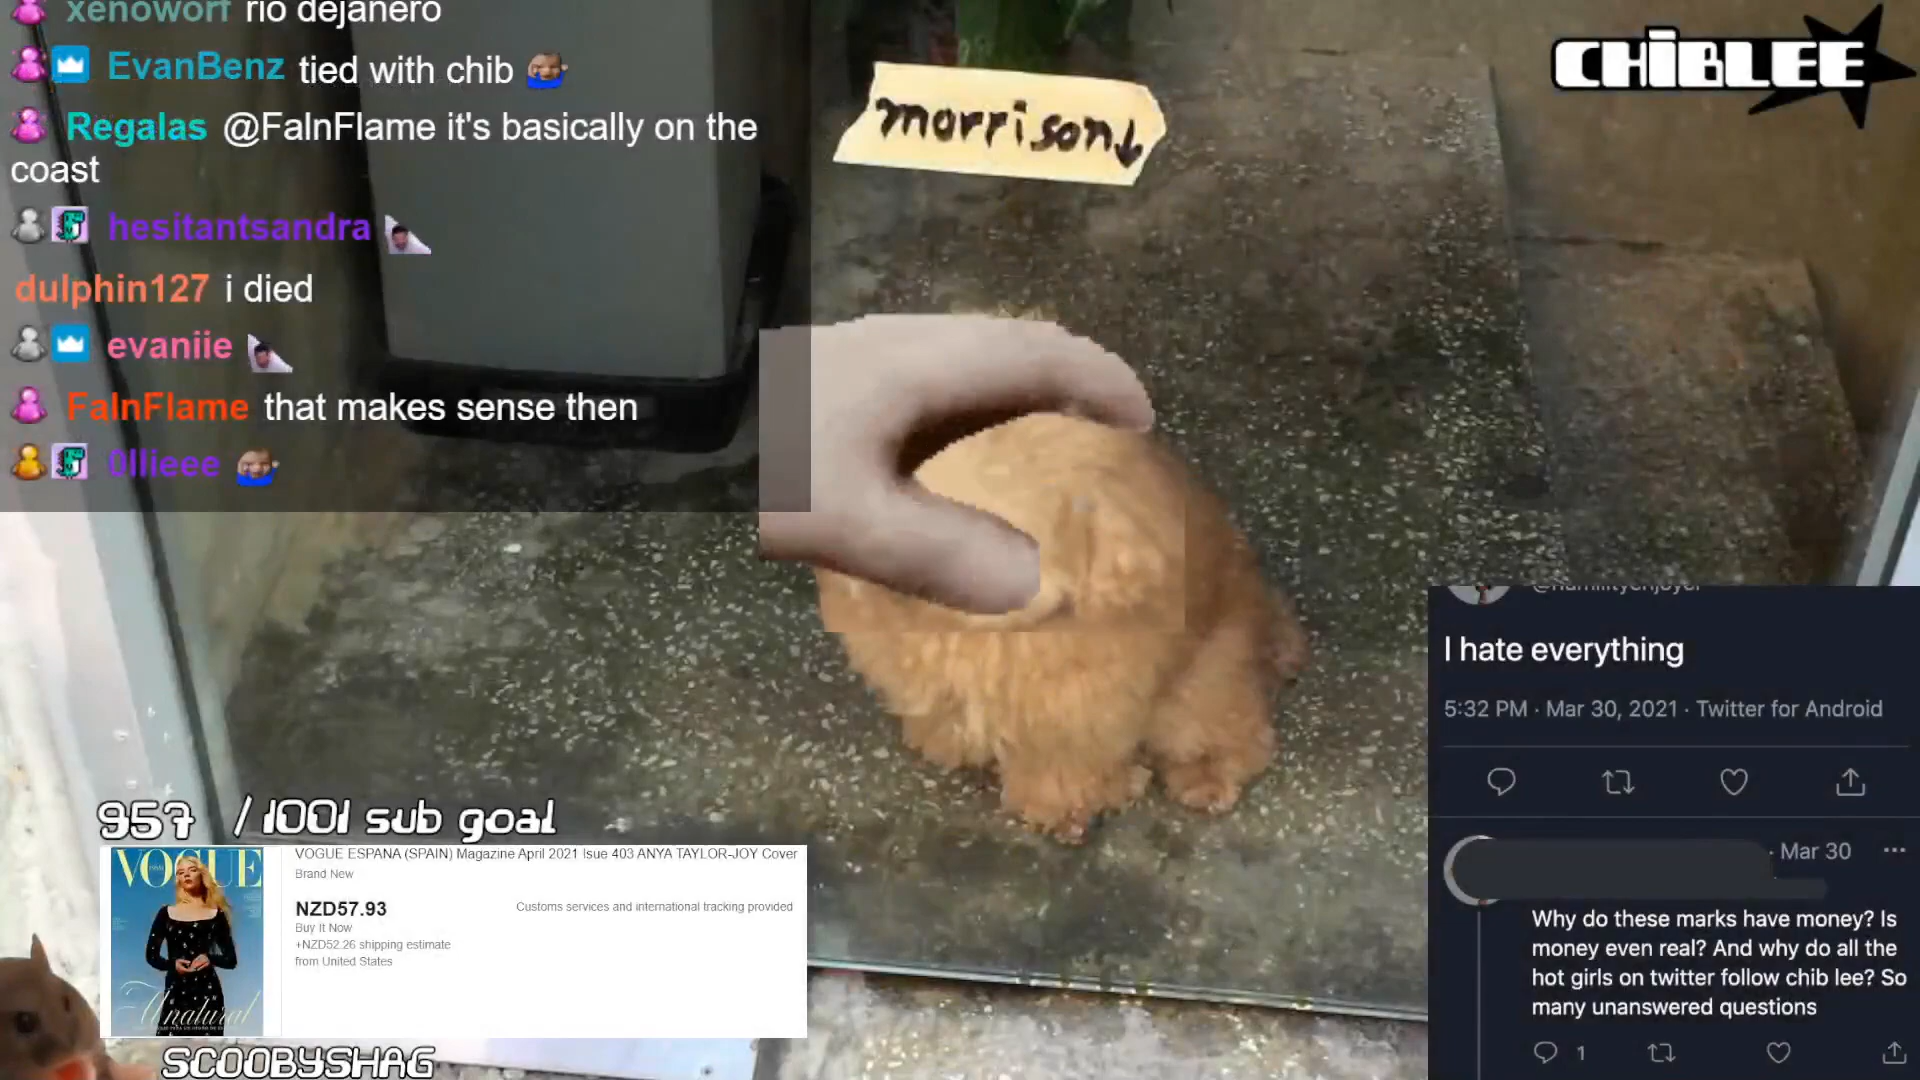 xenoworf rio dejanero
EvanBenz tied with chib
Regalas @FalnFlame it's basically on the
coast
hesitantsandra
dulphin127 i died
evaniie
FalnFlame that makes sense then
0llieee
morrison↓
CHIBLEE
957 / 1001 sub goal
VOGUE
Unatural
VOGUE ESPANA (SPAIN) Magazine April 2021 Isue 403 ANYA TAYLOR-JOY Cover
Brand New
NZD57.93
Customs services and international tracking provided
Buy It Now
+NZD52.26 shipping estimate
from United States
SCOOBYSHAG
I hate everything
5:32 PM · Mar 30, 2021 · Twitter for Android
· Mar 30 ···
Why do these marks have money? Is
money even real? And why do all the
hot girls on twitter follow chib lee? So
many unanswered questions
1